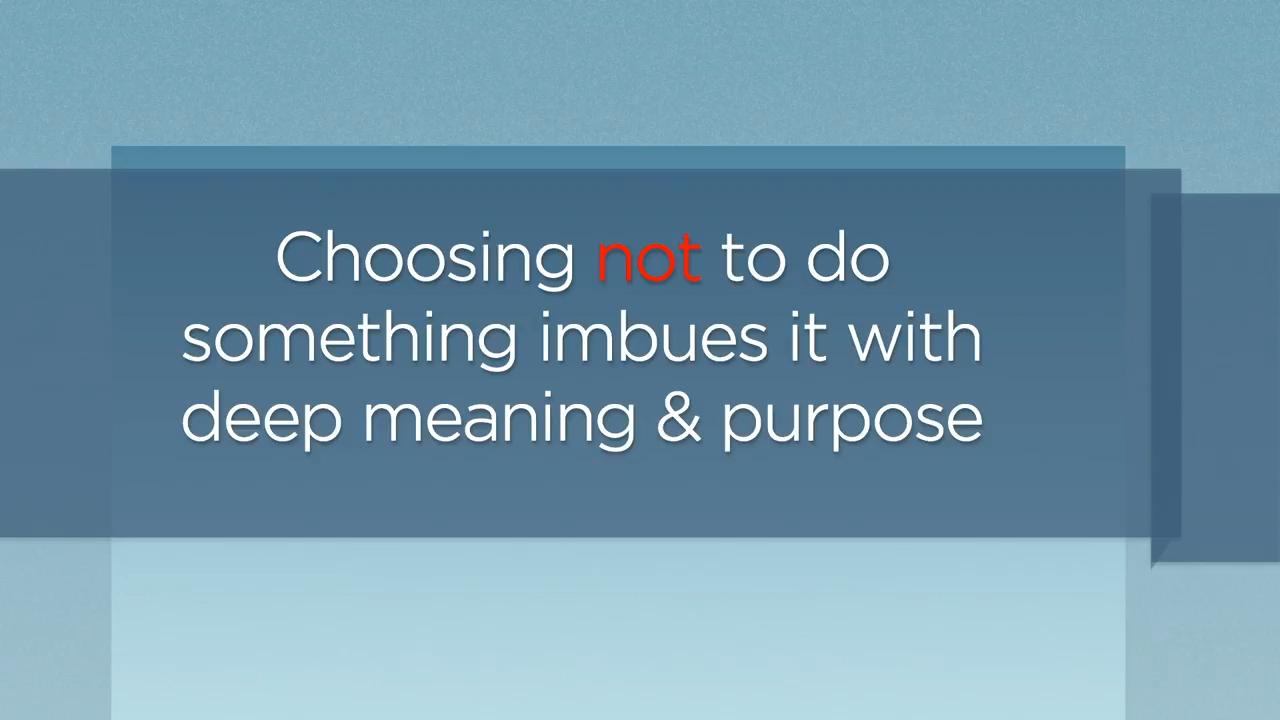 Choosing not to do
something imbues it with
deep meaning & purpose